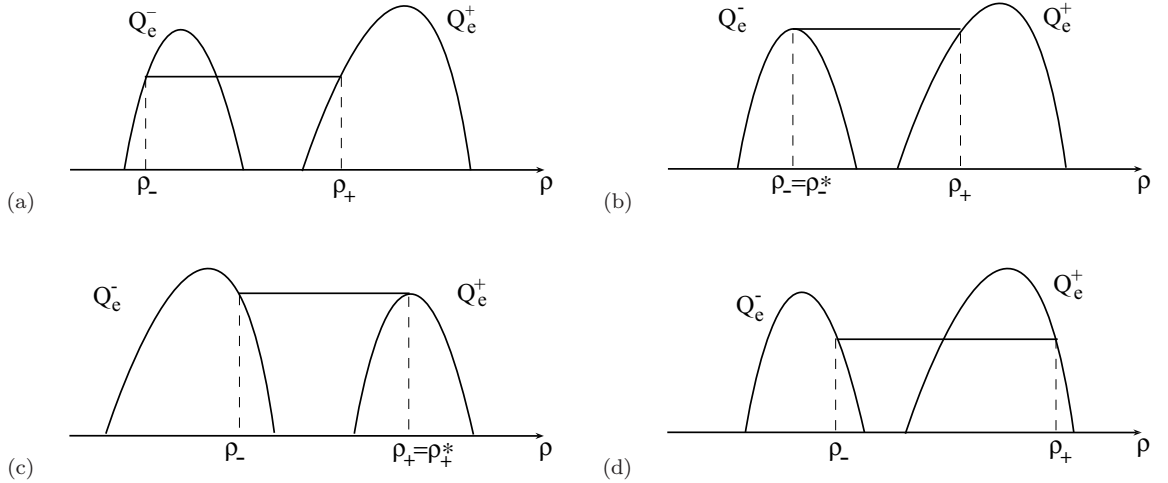 Q_e^- Q_e^+
ρ_- ρ_+ ρ
(a)
Q_e^- Q_e^+
ρ_-=ρ_-^* ρ_+ ρ
(b)
Q_e^- Q_e^+
ρ_- ρ_+=ρ_+^* ρ
(c)
Q_e^- Q_e^+
ρ_- ρ_+ ρ
(d)